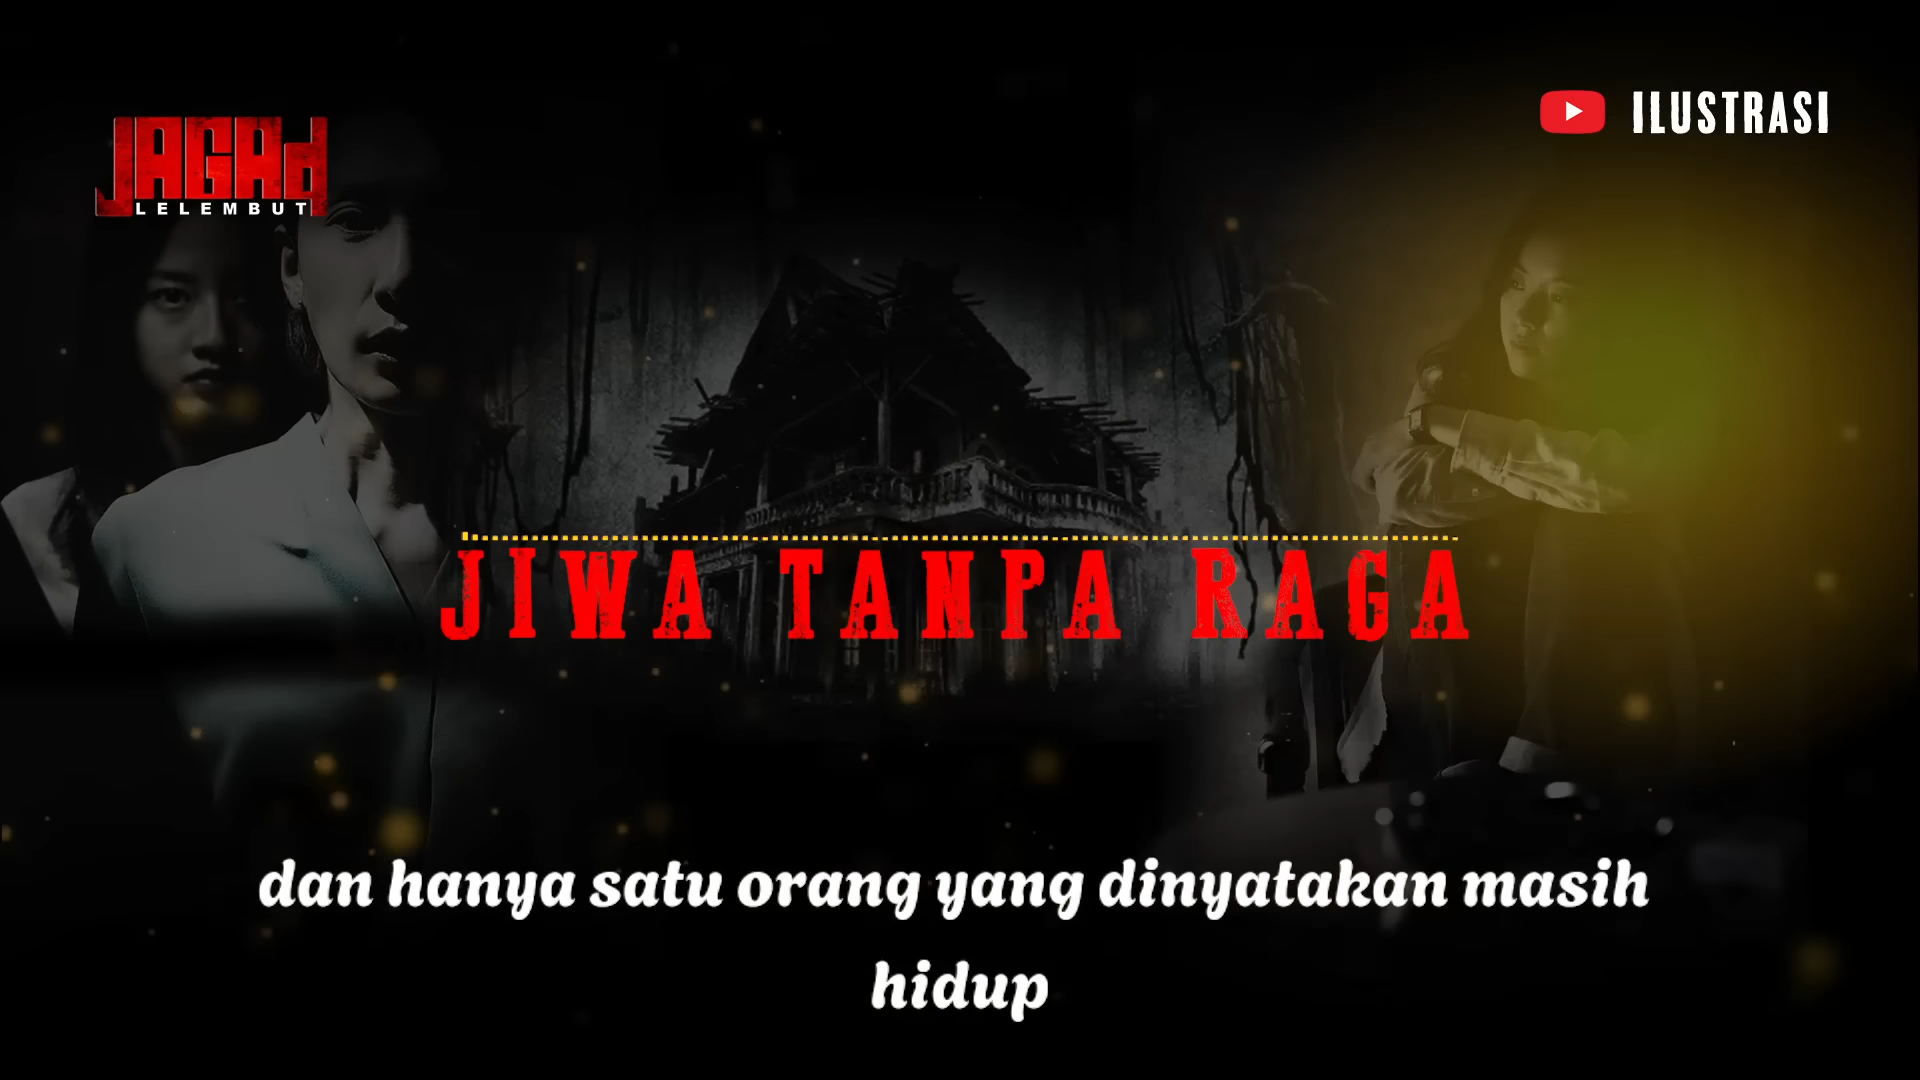 JAGAd
LELEMBUT
ILUSTRASI
JIWA TANPA RAGA
dan hanya satu orang yang dinyatakan masih
hidup